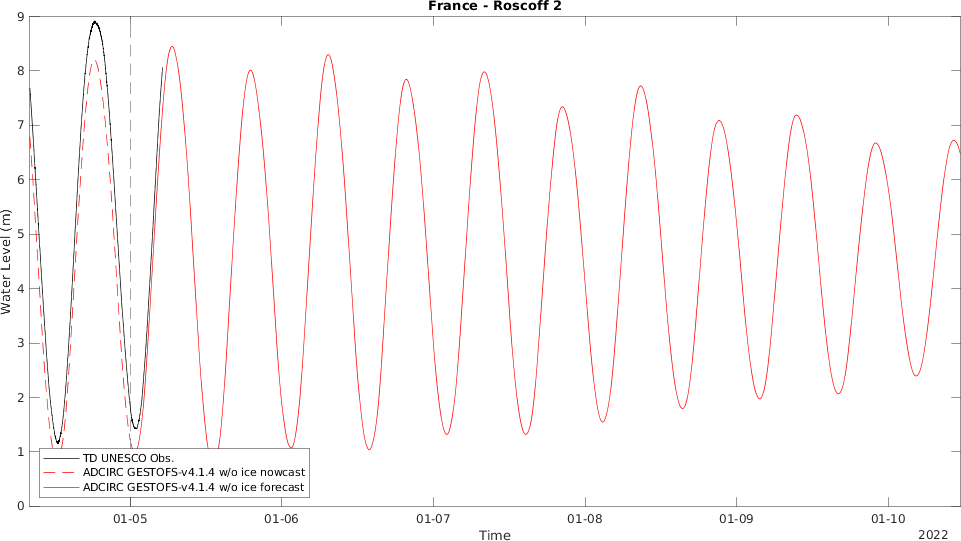 France - Roscoff 2
9
8
7
6
5
4
3
2
1
0
Water Level (m)
TD UNESCO Obs.
ADCIRC GESTOFS-v4.1.4 w/o ice nowcast
ADCIRC GESTOFS-v4.1.4 w/o ice forecast
01-05 01-06 01-07 01-08 01-09 01-10
Time
2022